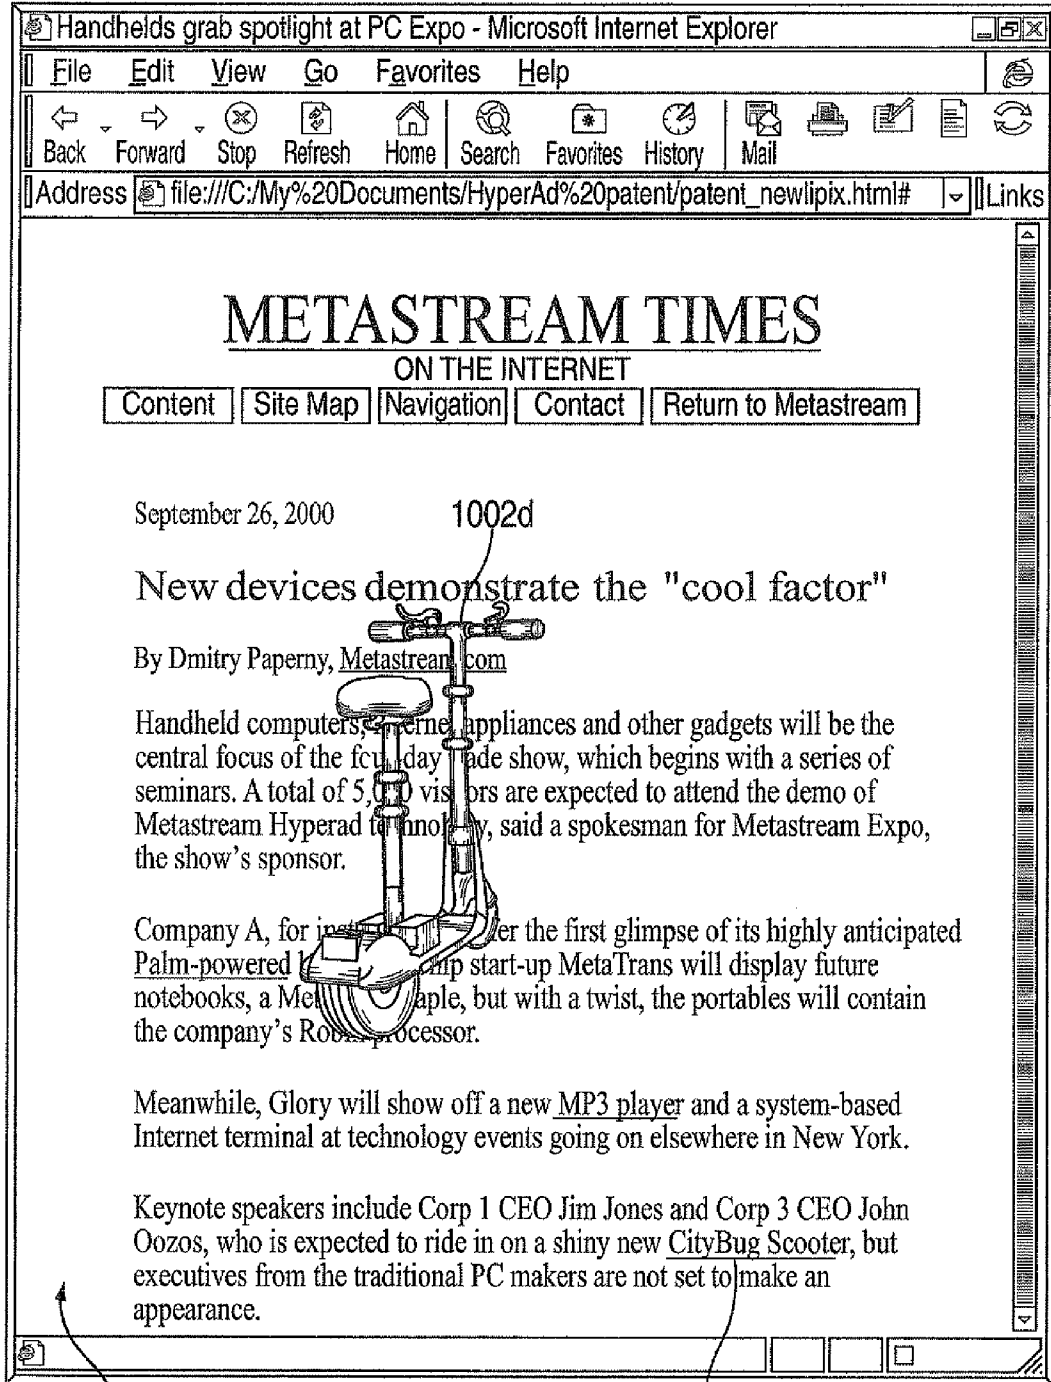 Handhelds grab spotlight at PC Expo - Microsoft Internet Explorer
File Edit View Go Favorites Help
Back Forward Stop Refresh Home Search Favorites History Mail
Address file:///C:/My%20Documents/HyperAd%20patent/patent_newlipix.html# Links
METASTREAM TIMES
ON THE INTERNET
Content Site Map Navigation Contact Return to Metastream
September 26, 2000
1002d
New devices demonstrate the "cool factor"
By Dmitry Paperny, Metastream.com
Handheld computers, appliances and other gadgets will be the
central focus of the day show, which begins with a series of
seminars. A total of 5, are expected to attend the demo of
Metastream Hyperad said a spokesman for Metastream Expo,
the show's sponsor.
Company A, for the first glimpse of its highly anticipated
Palm-powered start-up MetaTrans will display future
notebooks, a but with a twist, the portables will contain
the company's processor.
Meanwhile, Glory will show off a new MP3 player and a system-based
Internet terminal at technology events going on elsewhere in New York.
Keynote speakers include Corp 1 CEO Jim Jones and Corp 3 CEO John
Oozos, who is expected to ride in on a shiny new CityBug Scooter, but
executives from the traditional PC makers are not set to make an
appearance.